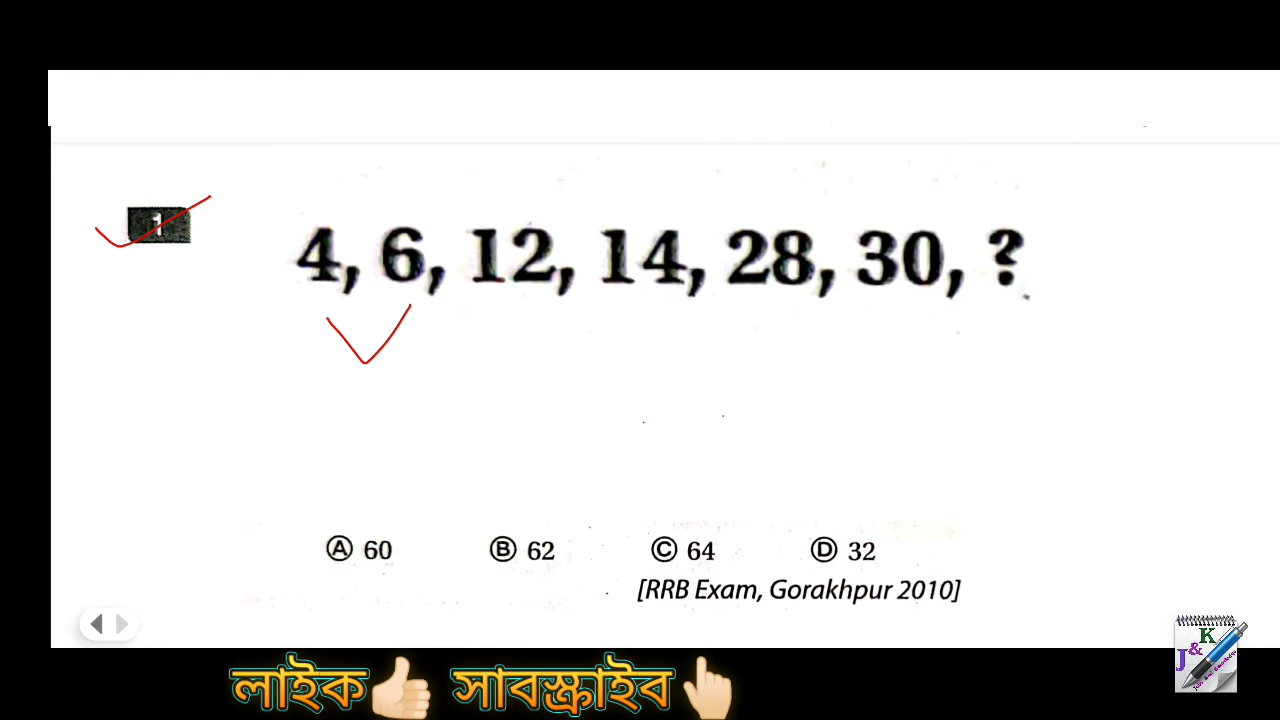 1
4, 6, 12, 14, 28, 30, ?
Ⓐ 60 Ⓑ 62 Ⓒ 64 Ⓓ 32
[RRB Exam, Gorakhpur 2010]
J&K
লাইক 👍 সাবস্ক্রাইব 👆